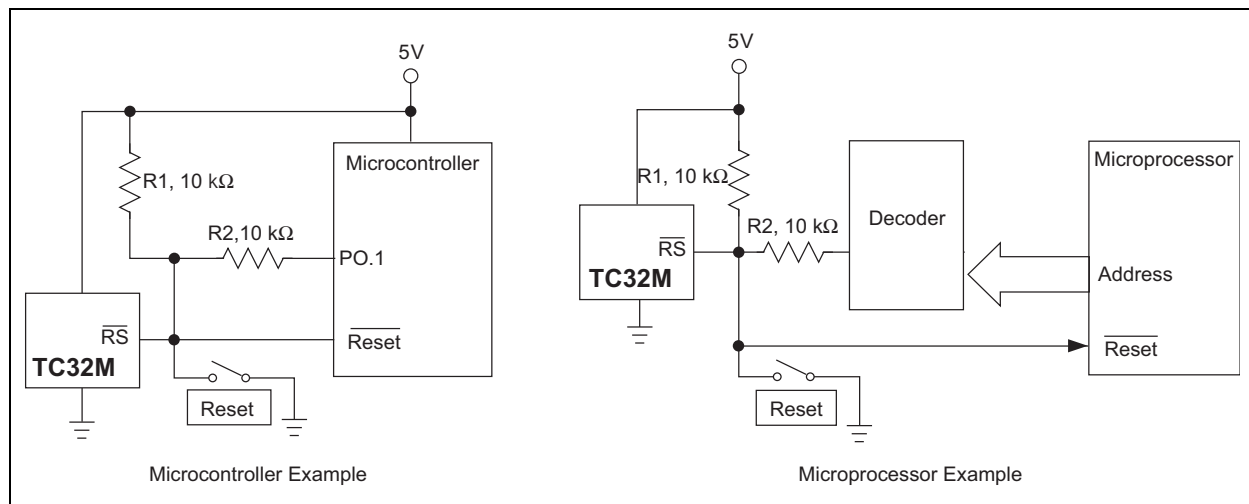 5V
Microcontroller
R1, 10 kΩ
R2,10 kΩ
PO.1
RS
TC32M
Reset
Reset
Microcontroller Example
5V
Microprocessor
R1, 10 kΩ
Decoder
R2, 10 kΩ
RS
TC32M
Address
Reset
Reset
Microprocessor Example